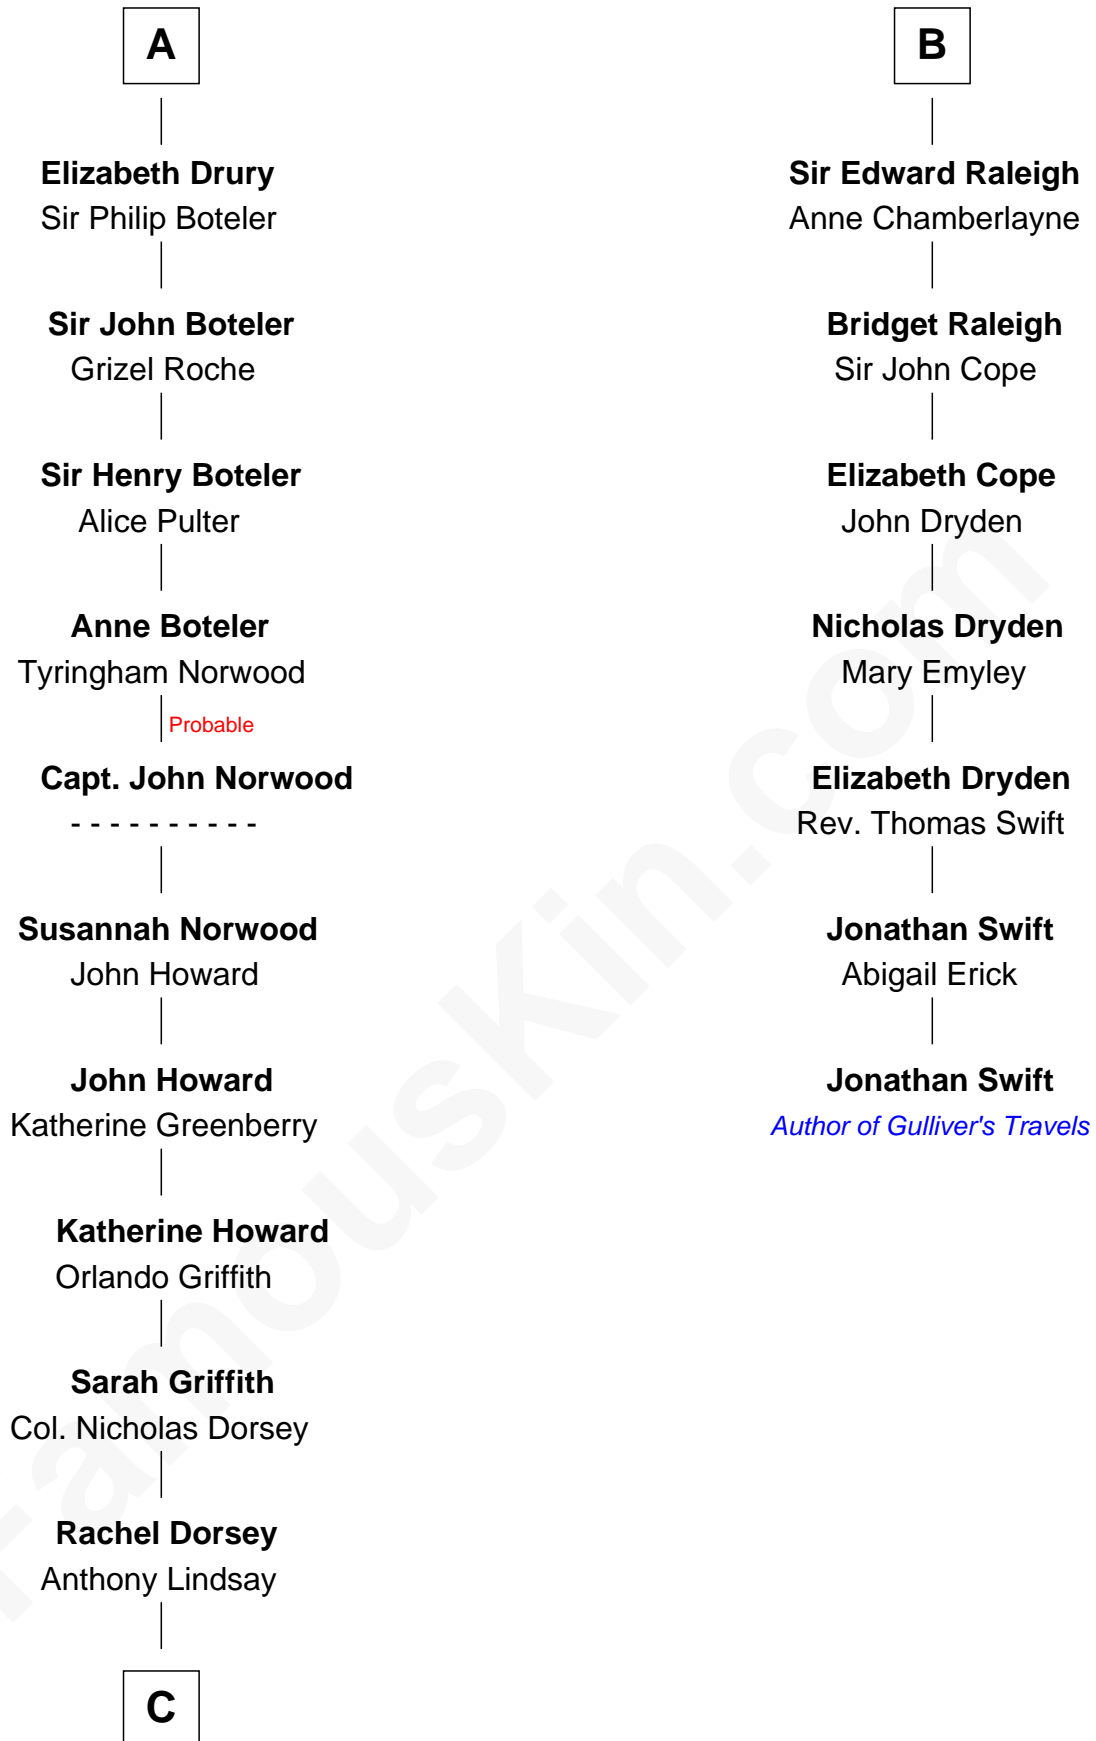 A
Elizabeth Drury
Sir Philip Boteler
Sir John Boteler
Grizel Roche
Sir Henry Boteler
Alice Pulter
Anne Boteler
Tyringham Norwood
Probable
Capt. John Norwood
- - - - - - - - - -
Susannah Norwood
John Howard
John Howard
Katherine Greenberry
Katherine Howard
Orlando Griffith
Sarah Griffith
Col. Nicholas Dorsey
Rachel Dorsey
Anthony Lindsay
C
B
Sir Edward Raleigh
Anne Chamberlayne
Bridget Raleigh
Sir John Cope
Elizabeth Cope
John Dryden
Nicholas Dryden
Mary Emyley
Elizabeth Dryden
Rev. Thomas Swift
Jonathan Swift
Abigail Erick
Jonathan Swift
Author of Gulliver's Travels
FamousKin.com